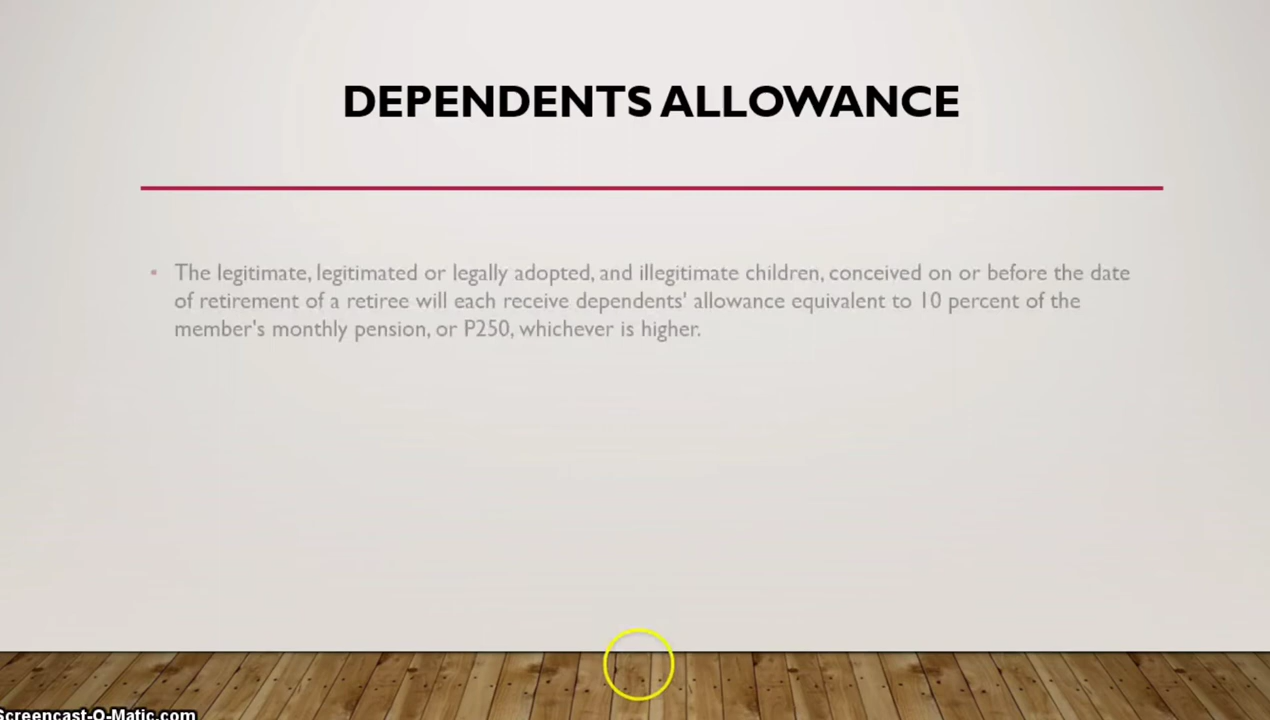 DEPENDENTS ALLOWANCE
• The legitimate, legitimated or legally adopted, and illegitimate children, conceived on or before the date
of retirement of a retiree will each receive dependents' allowance equivalent to 10 percent of the
member's monthly pension, or P250, whichever is higher.
Screencast-O-Matic.com